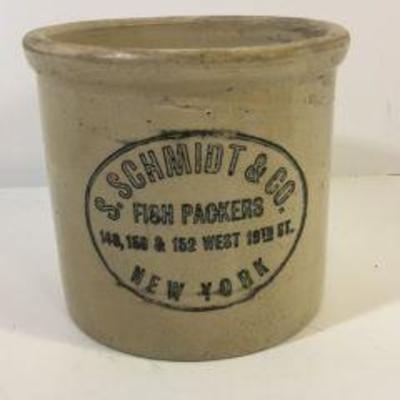 S. SCHMIDT & CO.
FISH PACKERS
148, 150 & 152 WEST 19TH ST.
NEW YORK